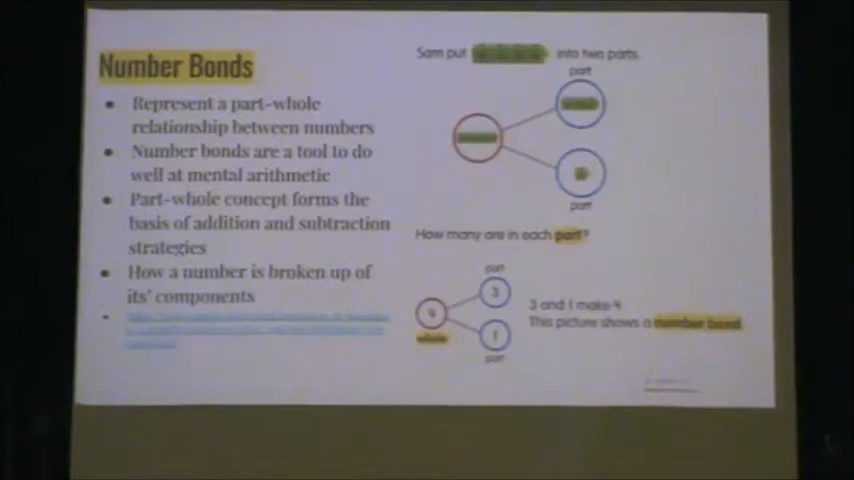 Number Bonds
Represent a part-whole
relationship between numbers
Number bonds are a tool to do
well at mental arithmetic
Part-whole concept forms the
basis of addition and subtraction
strategies
How a number is broken up of
its' components
Sam put into two parts.
part
part
How many are in each part?
part
3
4
1
whole
part
3 and 1 make 4.
This picture shows a number bond.